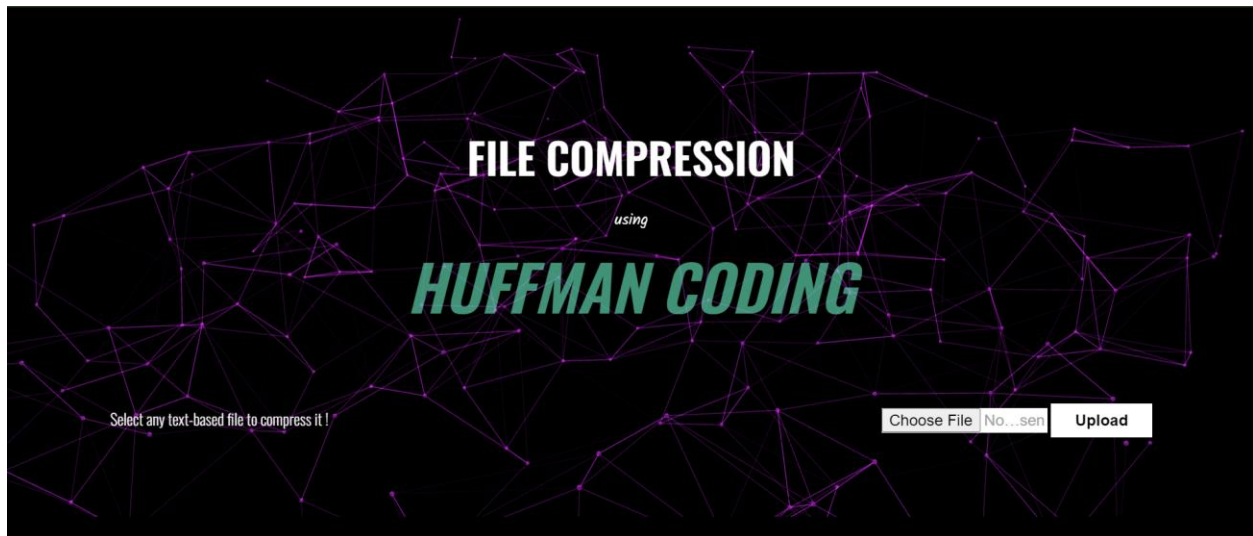 FILE COMPRESSION
using
HUFFMAN CODING
Select any text-based file to compress it !
Choose File No...sen Upload